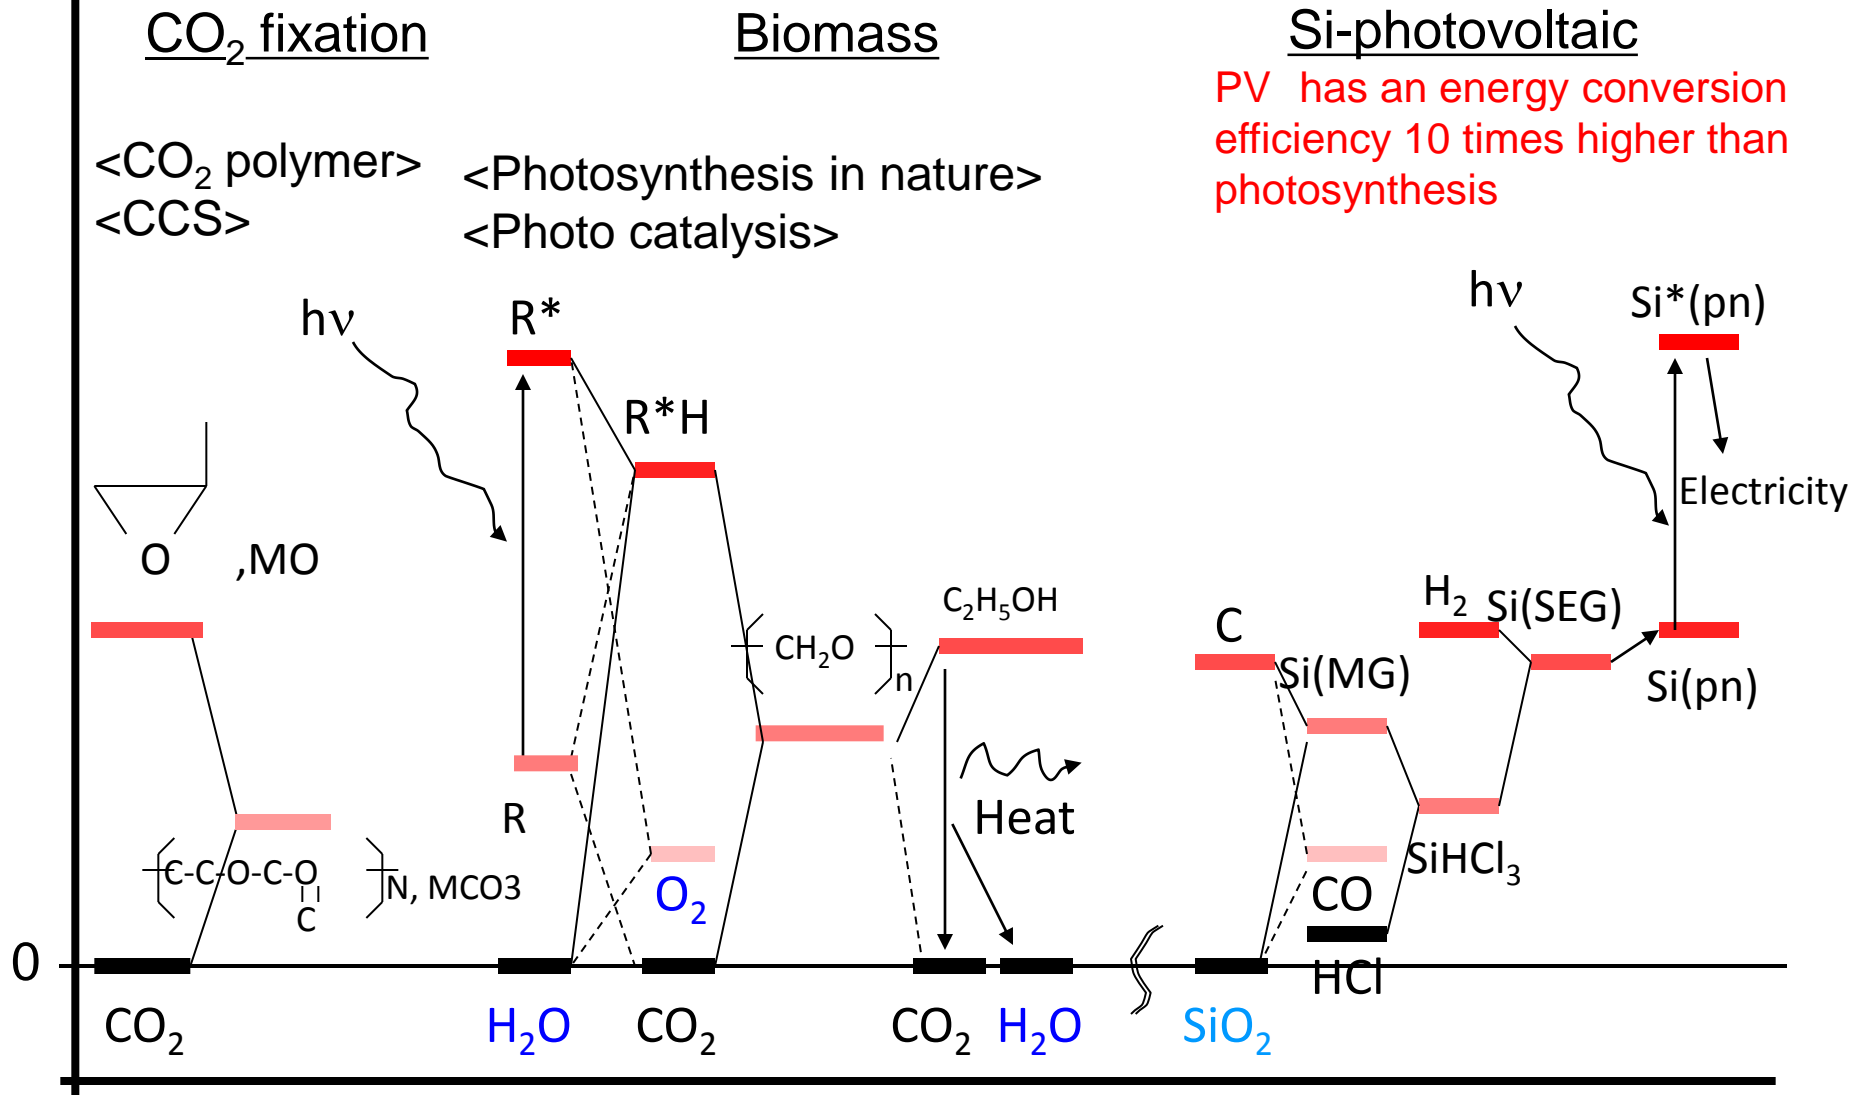 CO₂ fixation
Biomass
Si-photovoltaic
PV has an energy conversion
efficiency 10 times higher than
photosynthesis
<CO₂ polymer>
<CCS>
<Photosynthesis in nature>
<Photo catalysis>
hν
R*
R*H
hν
Si*(pn)
Electricity
O ,MO
CH₂O n
C₂H₅OH
C
H₂
Si(SEG)
Si(MG)
Si(pn)
R
Heat
C-C-O-C-O
C
N, MCO3
O₂
CO
SiHCl₃
HCl
0
CO₂
H₂O
CO₂
CO₂
H₂O
SiO₂